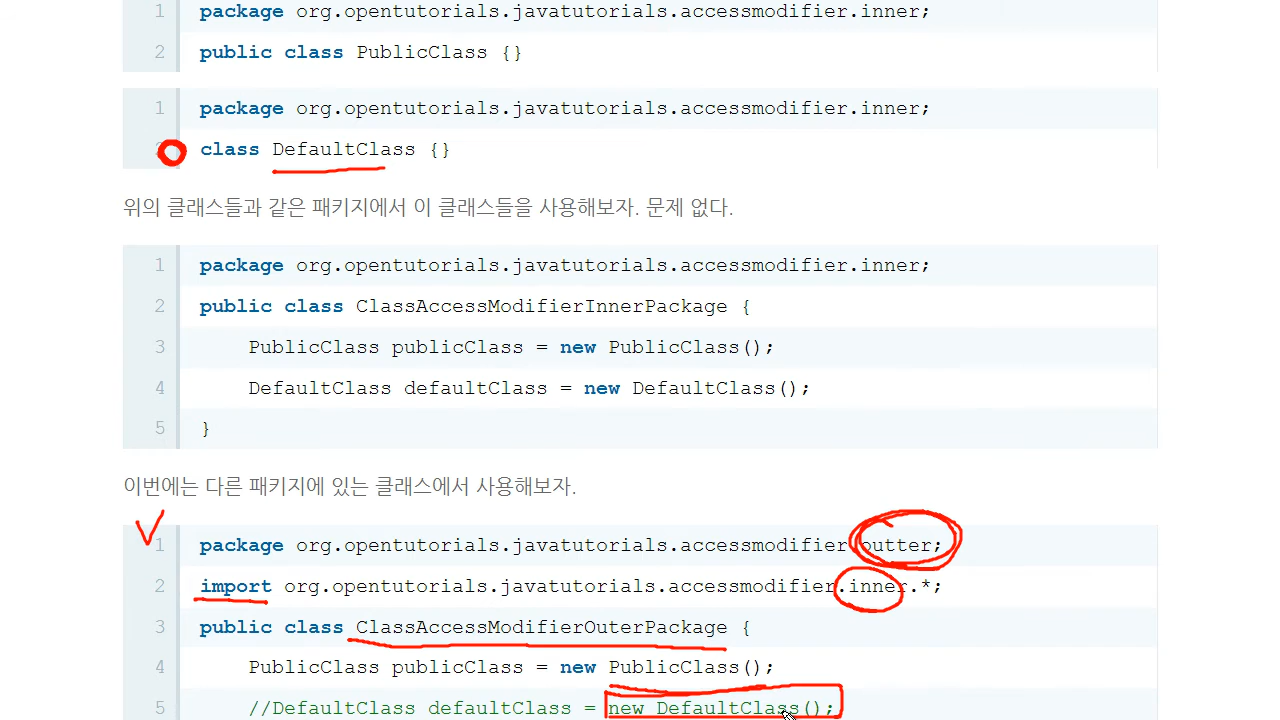 1 package org.opentutorials.javatutorials.accessmodifier.inner;
2 public class PublicClass {}
1 package org.opentutorials.javatutorials.accessmodifier.inner;
class DefaultClass {}
위의 클래스들과 같은 패키지에서 이 클래스들을 사용해보자. 문제 없다.
1 package org.opentutorials.javatutorials.accessmodifier.inner;
2 public class ClassAccessModifierInnerPackage {
3 PublicClass publicClass = new PublicClass();
4 DefaultClass defaultClass = new DefaultClass();
5 }
이번에는 다른 패키지에 있는 클래스에서 사용해보자.
1 package org.opentutorials.javatutorials.accessmodifier.outter;
2 import org.opentutorials.javatutorials.accessmodifier.inner.*;
3 public class ClassAccessModifierOuterPackage {
4 PublicClass publicClass = new PublicClass();
5 //DefaultClass defaultClass = new DefaultClass();